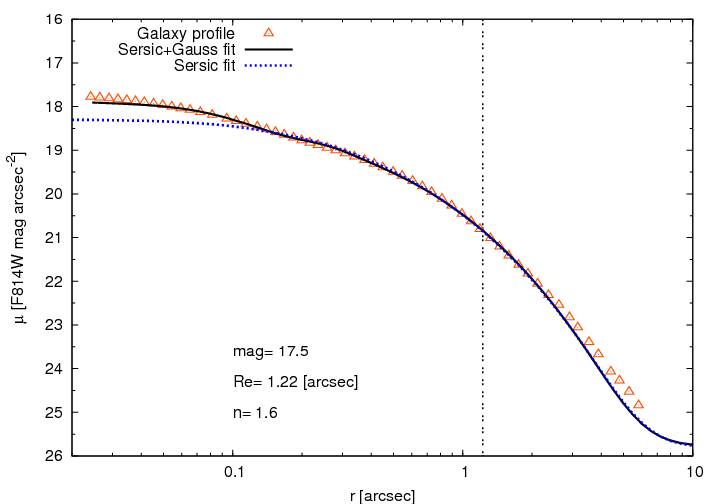 16
17
18
19
20
21
22
23
24
25
26
μ [F814W mag arcsec⁻²]
Galaxy profile
Sersic+Gauss fit
Sersic fit
mag= 17.5
Re= 1.22 [arcsec]
n= 1.6
0.1 1 10
r [arcsec]